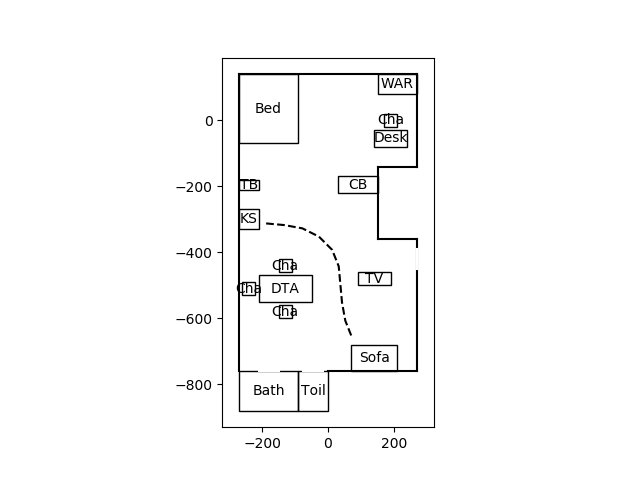 WAR
Bed
Cha
Desk
TB
CB
KS
Cha
TV
Cha
DTA
Cha
Sofa
Bath
Toil
0
−200
−400
−600
−800
−200
0
200